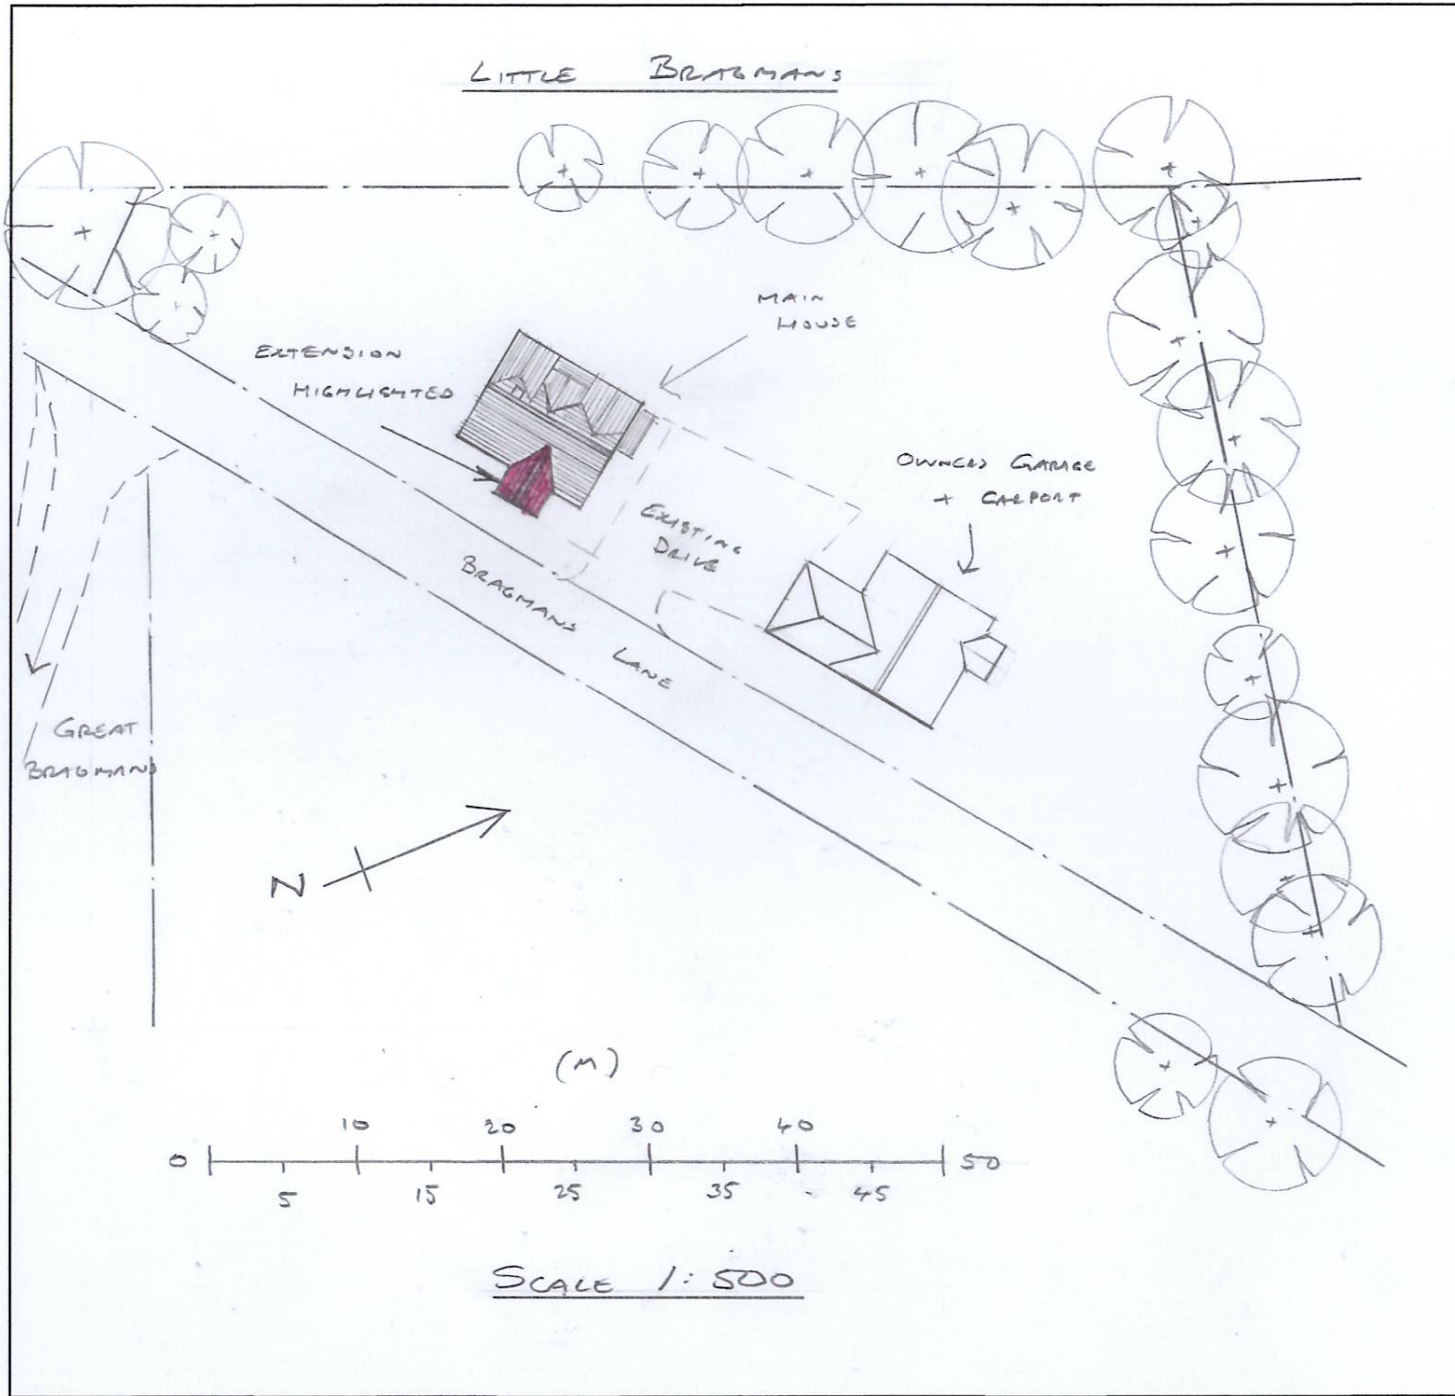 LITTLE BRAGMANS
MAIN
HOUSE
EXTENSION
HIGHLIGHTED
OWNED GARAGE
+ CARPORT
EXISTING
DRIVE
BRAGMANS LANE
GREAT
BRAGMANS
N
(M)
0 10 20 30 40 50
5 15 25 35 45
SCALE 1:500